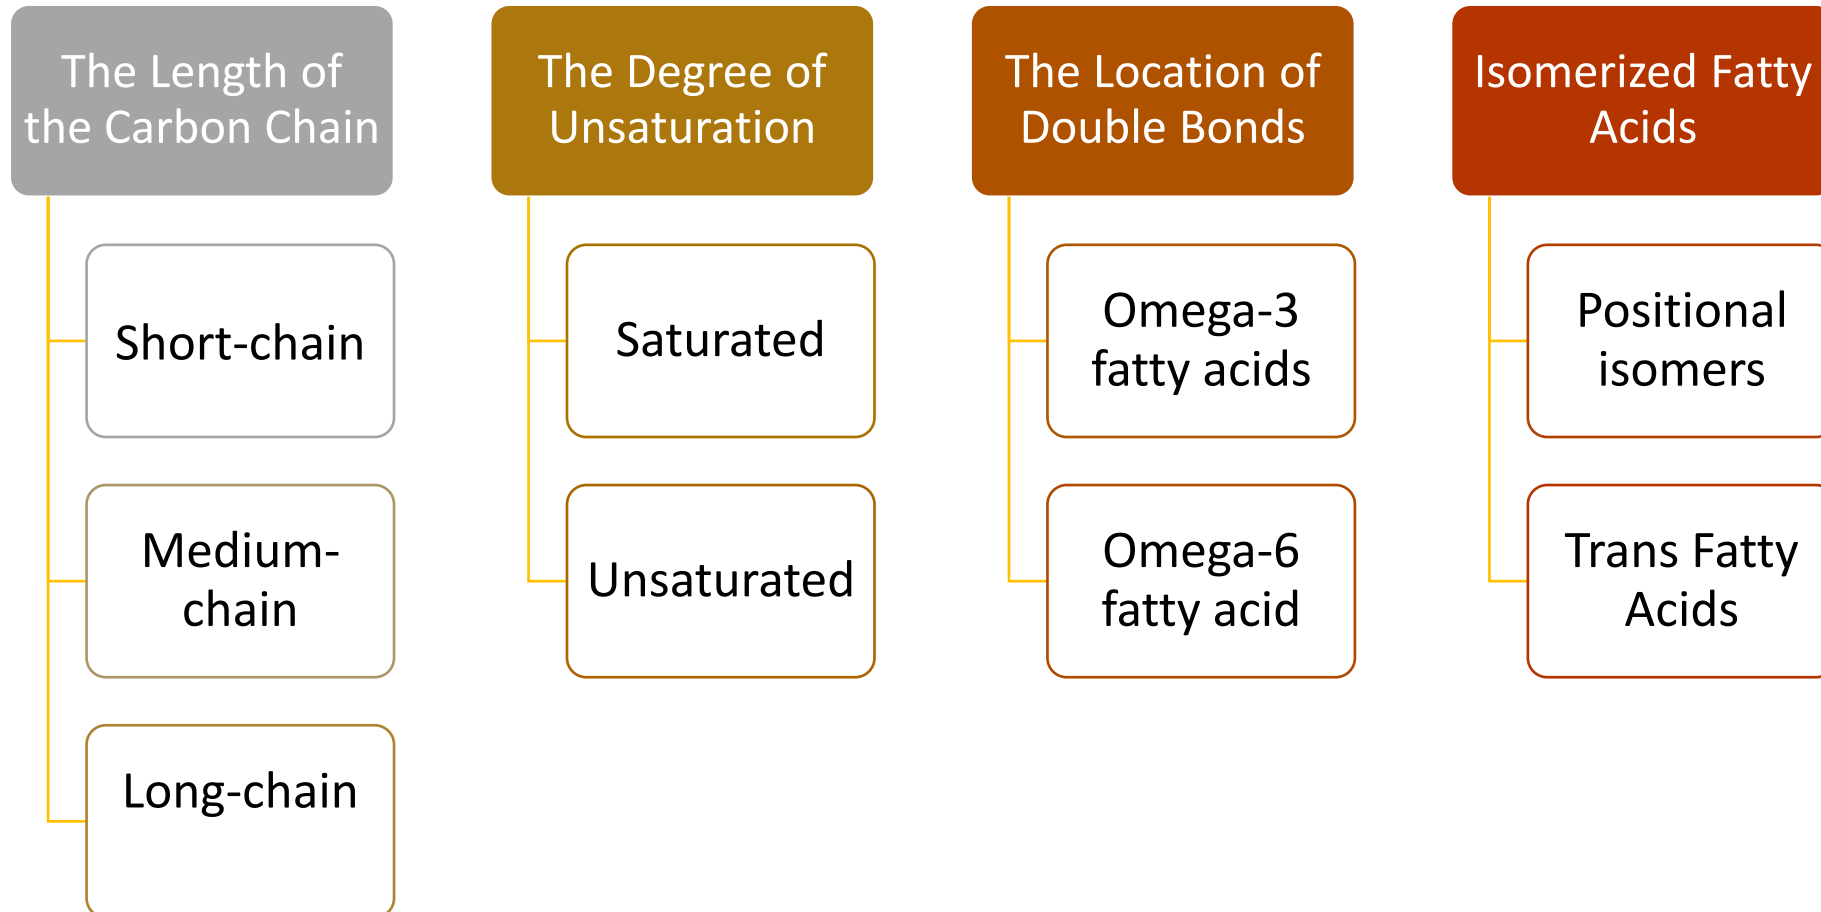 The Length of
the Carbon Chain
Short-chain
Medium-
chain
Long-chain
The Degree of
Unsaturation
Saturated
Unsaturated
The Location of
Double Bonds
Omega-3
fatty acids
Omega-6
fatty acid
Isomerized Fatty
Acids
Positional
isomers
Trans Fatty
Acids